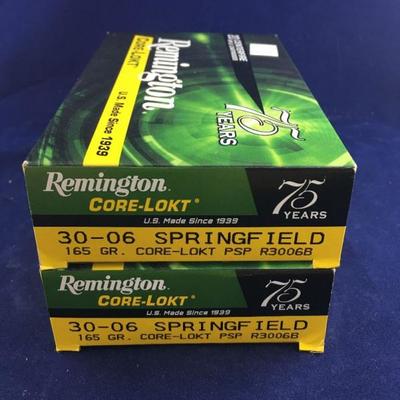 Remington
CORE-LOKT
U.S. Made Since 1939
75
YEARS
Remington
CORE-LOKT®
U.S. Made Since 1939
75
YEARS
30-06 SPRINGFIELD
165 GR. CORE-LOKT PSP R3006B
Remington
CORE-LOKT®
U.S. Made Since 1939
75
YEARS
30-06 SPRINGFIELD
165 GR. CORE-LOKT PSP R3006B